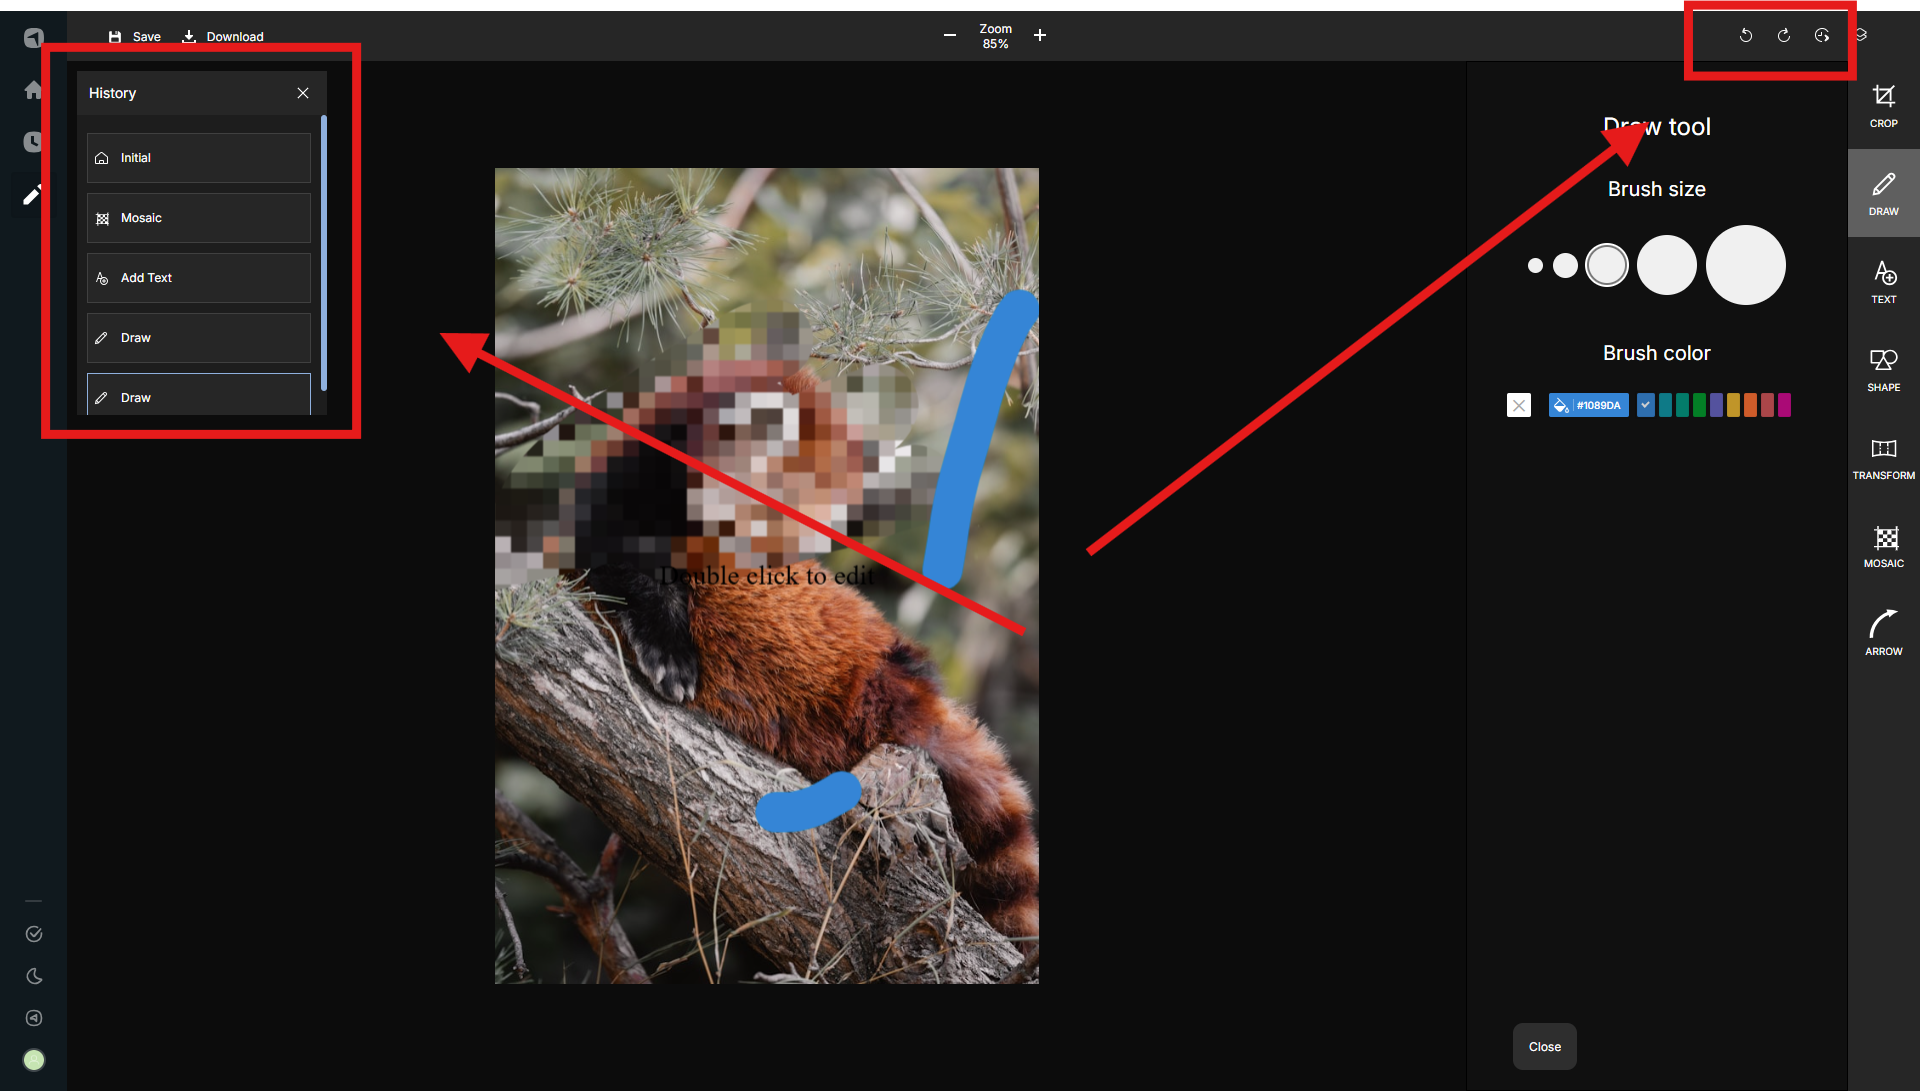 Save
Download
Zoom
85%
History
Initial
Mosaic
Add Text
Draw
Draw
Double click to edit
Draw tool
Brush size
Brush color
#1089DA
Close
CROP
DRAW
TEXT
SHAPE
TRANSFORM
MOSAIC
ARROW